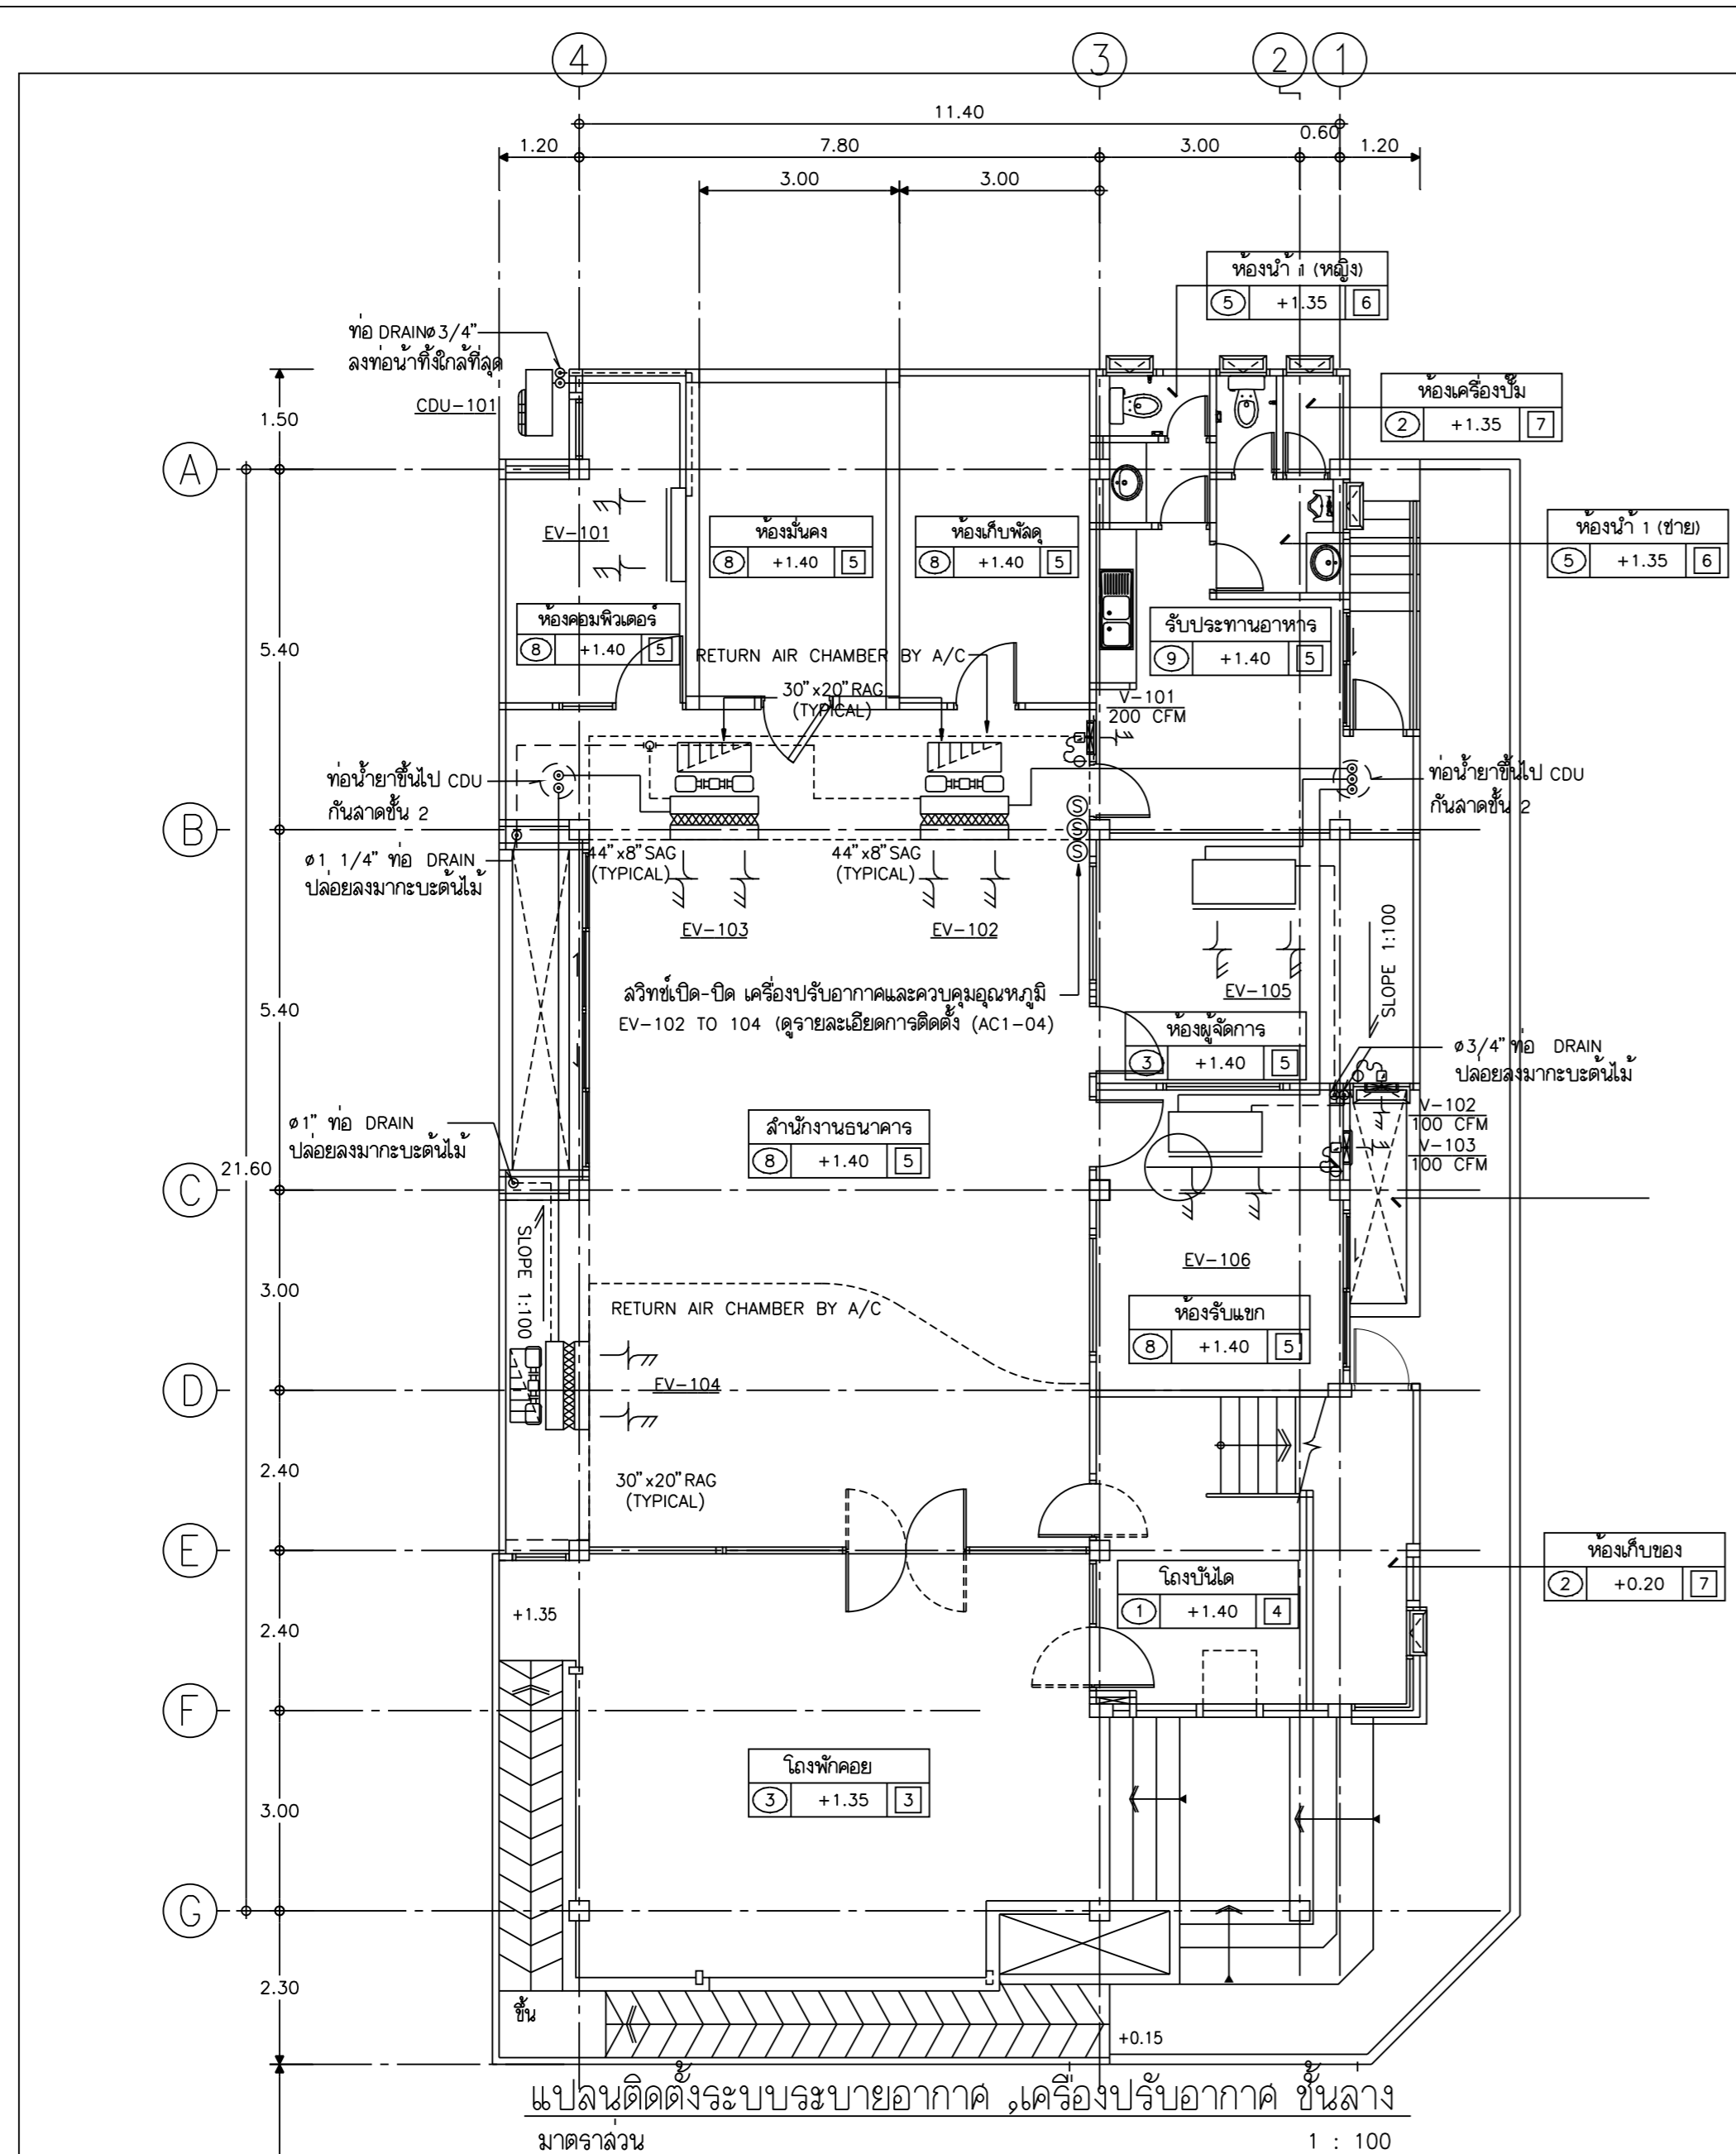 4
3
2
1
11.40
0.60
1.20
7.80
3.00
1.20
3.00
3.00
ห้องน้ำ 1 (หญิง)
5 +1.35 6
ท่อ DRAINø3/4"
ลงท่อน้ำทิ้งใกล้ที่สุด
CDU-101
ห้องเครื่องปั๊ม
2 +1.35 7
1.50
A
EV-101
ห้องมั่นคง
8 +1.40 5
ห้องเก็บพัสดุ
8 +1.40 5
ห้องน้ำ 1 (ชาย)
5 +1.35 6
ห้องคอมพิวเตอร์
8 +1.40 5
รับประทานอาหาร
9 +1.40 5
5.40
RETURN AIR CHAMBER BY A/C
30"x20"RAG
(TYPICAL)
V-101
200 CFM
ท่อน้ำยาขึ้นไป CDU
กันสาดชั้น 2
ท่อน้ำยาขึ้นไป CDU
กันสาดชั้น 2
B
S
S
S
ø1 1/4" ท่อ DRAIN
ปล่อยลงมากะบะต้นไม้
44"x8"SAG
(TYPICAL)
44"x8"SAG
(TYPICAL)
EV-103
EV-102
SLOPE 1:100
EV-105
สวิทช์เปิด-ปิด เครื่องปรับอากาศและควบคุมอุณหภูมิ
EV-102 TO 104 (ดูรายละเอียดการติดตั้ง (AC1-04)
5.40
ห้องผู้จัดการ
3 +1.40 5
ø3/4" ท่อ DRAIN
ปล่อยลงมากะบะต้นไม้
V-102
100 CFM
V-103
100 CFM
ø1" ท่อ DRAIN
ปล่อยลงมากะบะต้นไม้
สำนักงานธนาคาร
8 +1.40 5
21.60
C
SLOPE 1:100
EV-106
3.00
RETURN AIR CHAMBER BY A/C
ห้องรับแขก
8 +1.40 5
D
EV-104
2.40
30"x20"RAG
(TYPICAL)
E
ห้องเก็บของ
2 +0.20 7
โถงบันได
1 +1.40 4
+1.35
2.40
F
โถงพักคอย
3 +1.35 3
3.00
G
2.30
ขึ้น
+0.15
แปลนติดตั้งระบบระบายอากาศ ,เครื่องปรับอากาศ ชั้นล่าง
มาตราส่วน 1 : 100